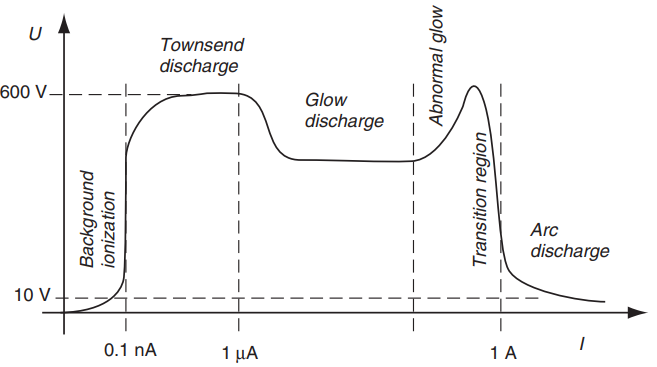 U
Townsend
discharge
600 V
Glow
discharge
Abnormal glow
Background
ionization
Transition region
Arc
discharge
10 V
0.1 nA
1 μA
1 A
I